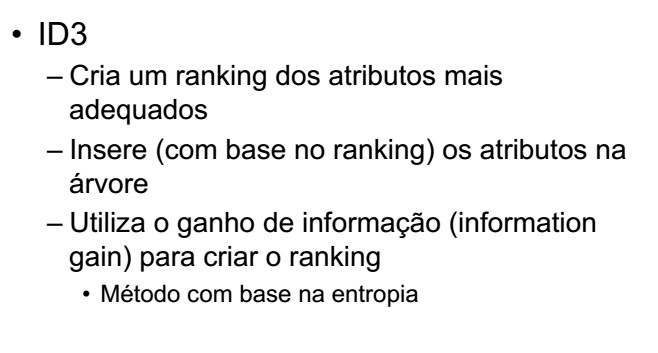 • ID3
– Cria um ranking dos atributos mais
adequados
– Insere (com base no ranking) os atributos na
árvore
– Utiliza o ganho de informação (information
gain) para criar o ranking
• Método com base na entropia